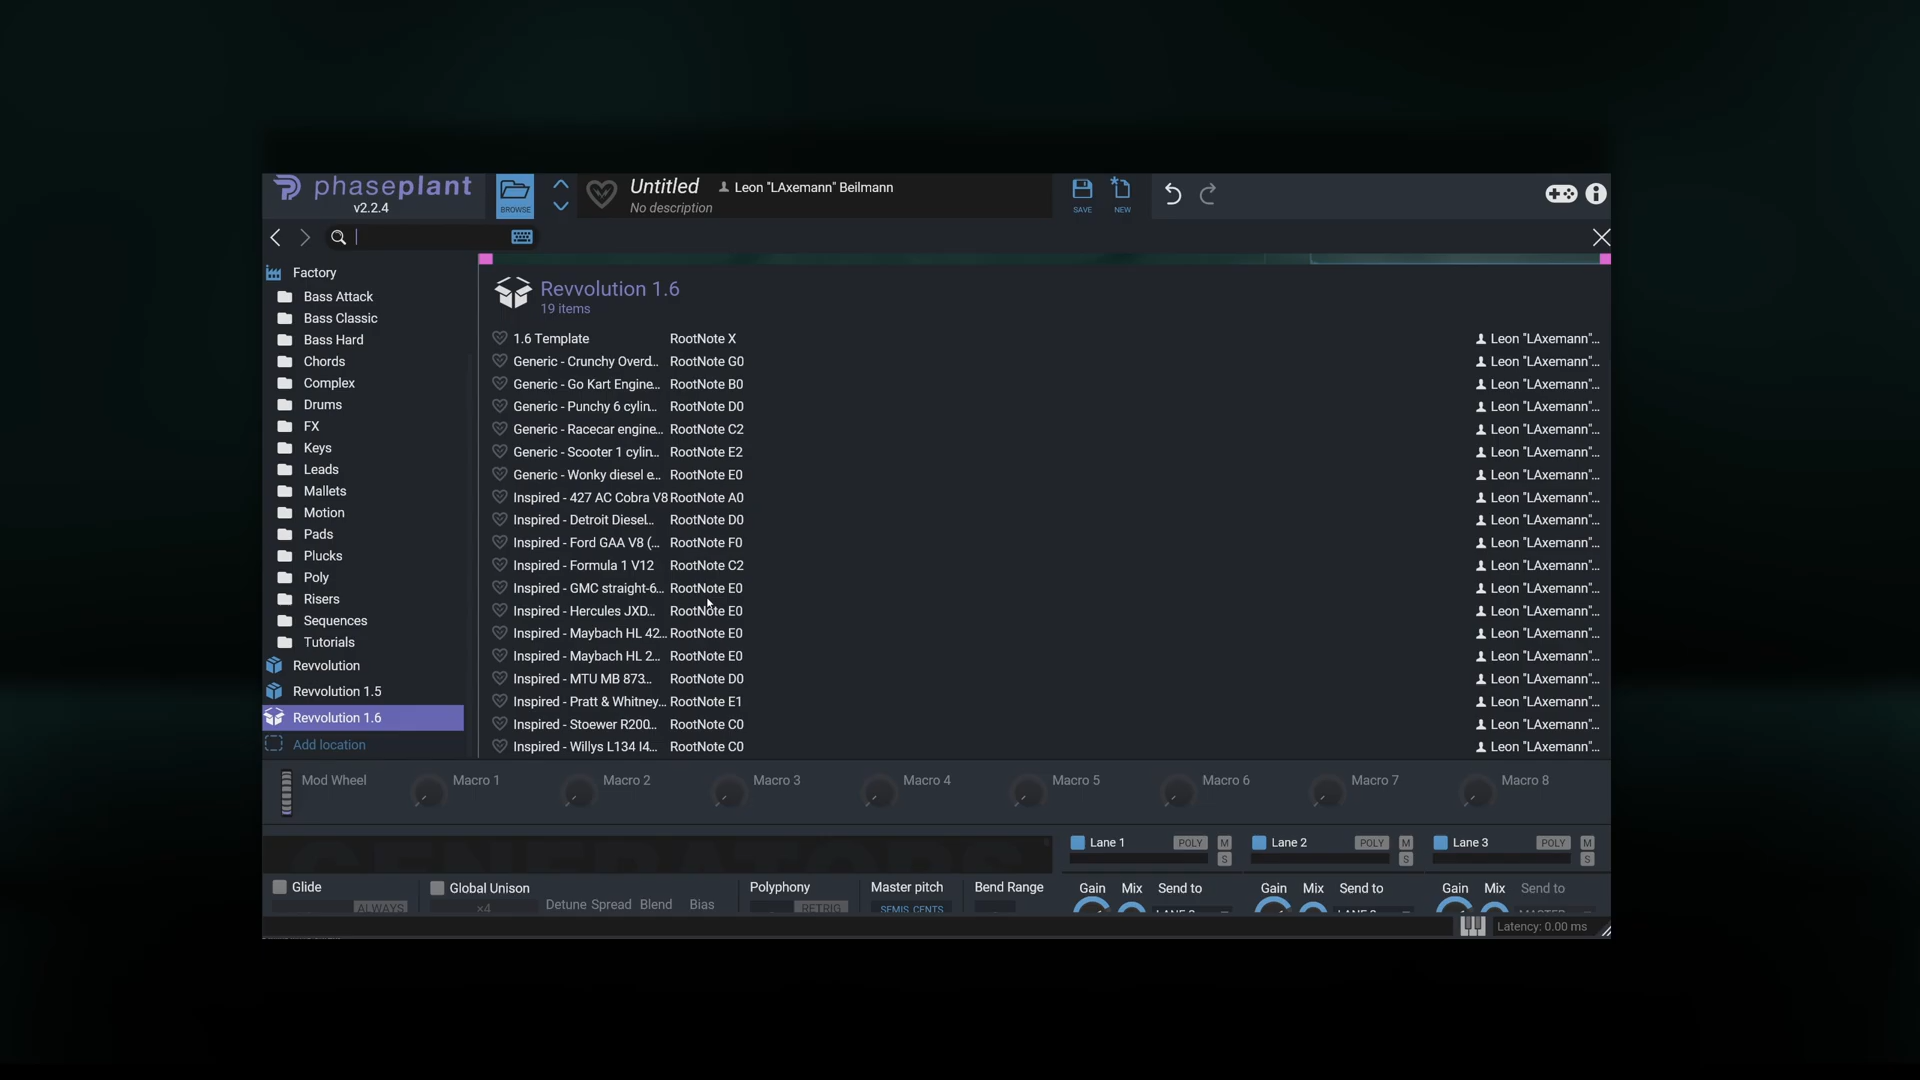 phaseplant
v2.2.4
BROWSE
Untitled
Leon "LAxemann" Beilmann
No description
SAVE
NEW
Factory
Bass Attack
Bass Classic
Bass Hard
Chords
Complex
Drums
FX
Keys
Leads
Mallets
Motion
Pads
Plucks
Poly
Risers
Sequences
Tutorials
Revvolution
Revvolution 1.5
Revvolution 1.6
Add location
Revvolution 1.6
19 items
1.6 Template RootNote X Leon "LAxemann"...
Generic - Crunchy Overd... RootNote G0 Leon "LAxemann"...
Generic - Go Kart Engine... RootNote B0 Leon "LAxemann"...
Generic - Punchy 6 cylin... RootNote D0 Leon "LAxemann"...
Generic - Racecar engine... RootNote C2 Leon "LAxemann"...
Generic - Scooter 1 cylin... RootNote E2 Leon "LAxemann"...
Generic - Wonky diesel e... RootNote E0 Leon "LAxemann"...
Inspired - 427 AC Cobra V8 RootNote A0 Leon "LAxemann"...
Inspired - Detroit Diesel... RootNote D0 Leon "LAxemann"...
Inspired - Ford GAA V8 (... RootNote F0 Leon "LAxemann"...
Inspired - Formula 1 V12 RootNote C2 Leon "LAxemann"...
Inspired - GMC straight-6... RootNote E0 Leon "LAxemann"...
Inspired - Hercules JXD... RootNote E0 Leon "LAxemann"...
Inspired - Maybach HL 42... RootNote E0 Leon "LAxemann"...
Inspired - Maybach HL 2... RootNote E0 Leon "LAxemann"...
Inspired - MTU MB 873... RootNote D0 Leon "LAxemann"...
Inspired - Pratt & Whitney... RootNote E1 Leon "LAxemann"...
Inspired - Stoewer R200... RootNote C0 Leon "LAxemann"...
Inspired - Willys L134 I4... RootNote C0 Leon "LAxemann"...
Mod Wheel Macro 1 Macro 2 Macro 3 Macro 4 Macro 5 Macro 6 Macro 7 Macro 8
GENERATORS
Lane 1 POLY M S
Lane 2 POLY M S
Lane 3 POLY M S
Glide
ALWAYS
Global Unison
x4
Detune Spread Blend Bias
Polyphony
RETRIG
Master pitch
SEMIS CENTS
Bend Range
Gain Mix Send to
Gain Mix Send to
Gain Mix Send to
Latency: 0.00 ms